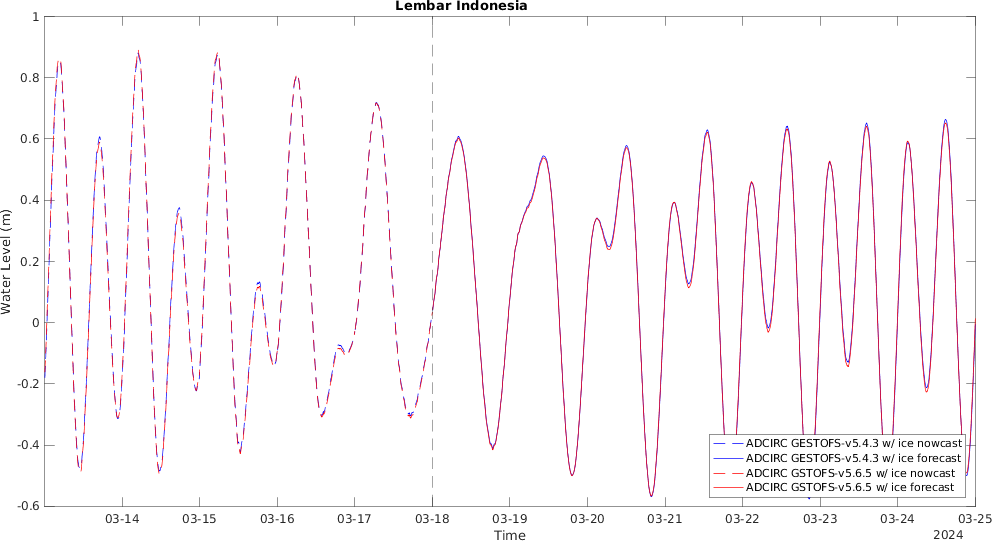 Lembar Indonesia
Water Level (m)
1
0.8
0.6
0.4
0.2
0
-0.2
-0.4
-0.6
ADCIRC GESTOFS-v5.4.3 w/ ice nowcast
ADCIRC GESTOFS-v5.4.3 w/ ice forecast
ADCIRC GSTOFS-v5.6.5 w/ ice nowcast
ADCIRC GSTOFS-v5.6.5 w/ ice forecast
03-14 03-15 03-16 03-17 03-18 03-19 03-20 03-21 03-22 03-23 03-24 03-25
Time
2024